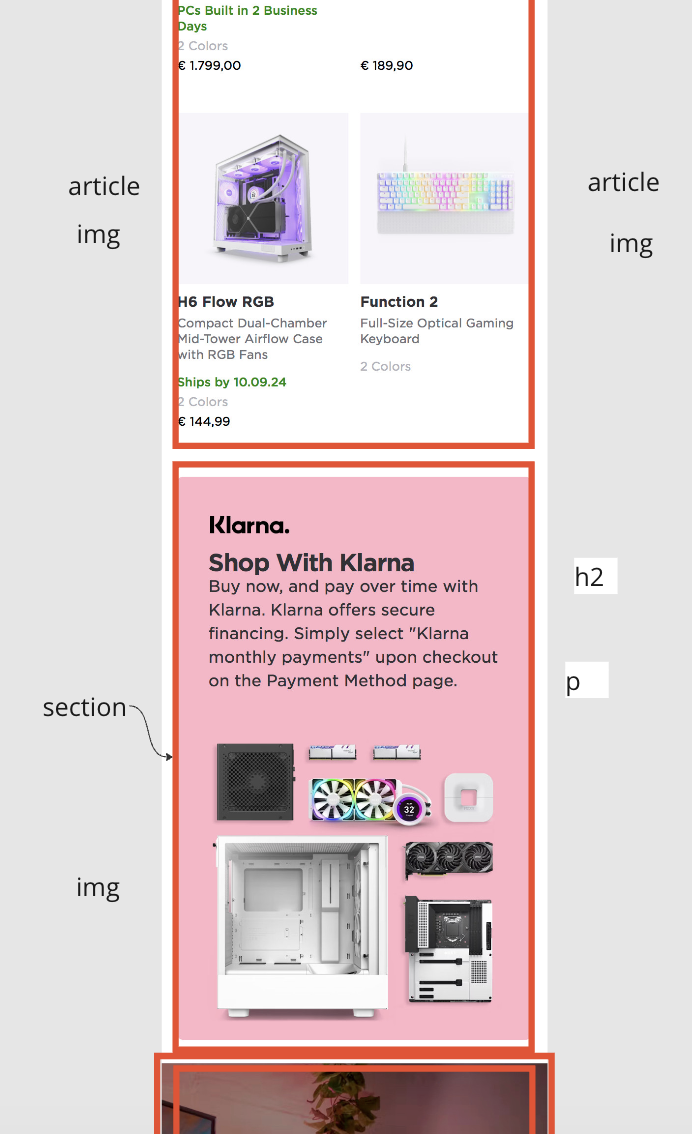 PCs Built in 2 Business
Days
2 Colors
€ 1.799,00
€ 189,90
article
img
article
img
H6 Flow RGB
Compact Dual-Chamber
Mid-Tower Airflow Case
with RGB Fans
Ships by 10.09.24
2 Colors
€ 144,99
Function 2
Full-Size Optical Gaming
Keyboard
2 Colors
Klarna.
Shop With Klarna
Buy now, and pay over time with
Klarna. Klarna offers secure
financing. Simply select "Klarna
monthly payments" upon checkout
on the Payment Method page.
h2
p
section
32
img